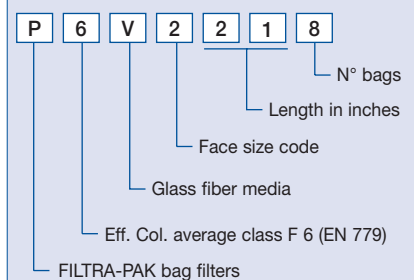 P 6 V 2 2 1 8
N° bags
Length in inches
Face size code
Glass fiber media
Eff. Col. average class F 6 (EN 779)
FILTRA-PAK bag filters